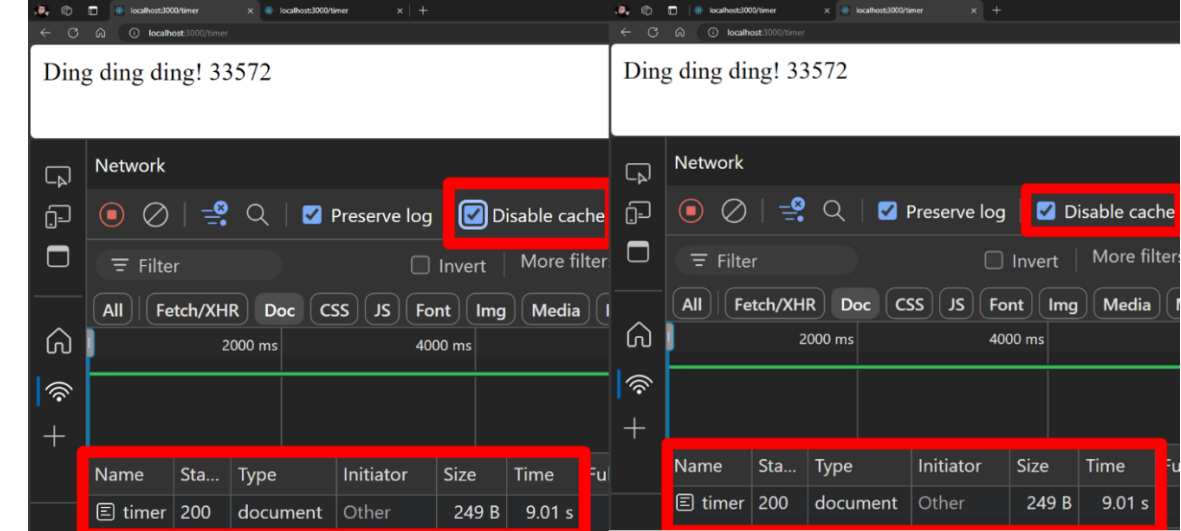 localhost:3000/timer
localhost:3000/timer
localhost:3000/timer
Ding ding ding! 33572
Network
Preserve log
Disable cache
Filter
Invert
More filter
All Fetch/XHR Doc CSS JS Font Img Media
2000 ms 4000 ms
Name Sta... Type Initiator Size Time Ful
timer 200 document Other 249 B 9.01 s
localhost:3000/timer
localhost:3000/timer
localhost:3000/timer
Ding ding ding! 33572
Network
Preserve log
Disable cache
Filter
Invert
More filters
All Fetch/XHR Doc CSS JS Font Img Media
2000 ms 4000 ms
Name Sta... Type Initiator Size Time Fu
timer 200 document Other 249 B 9.01 s